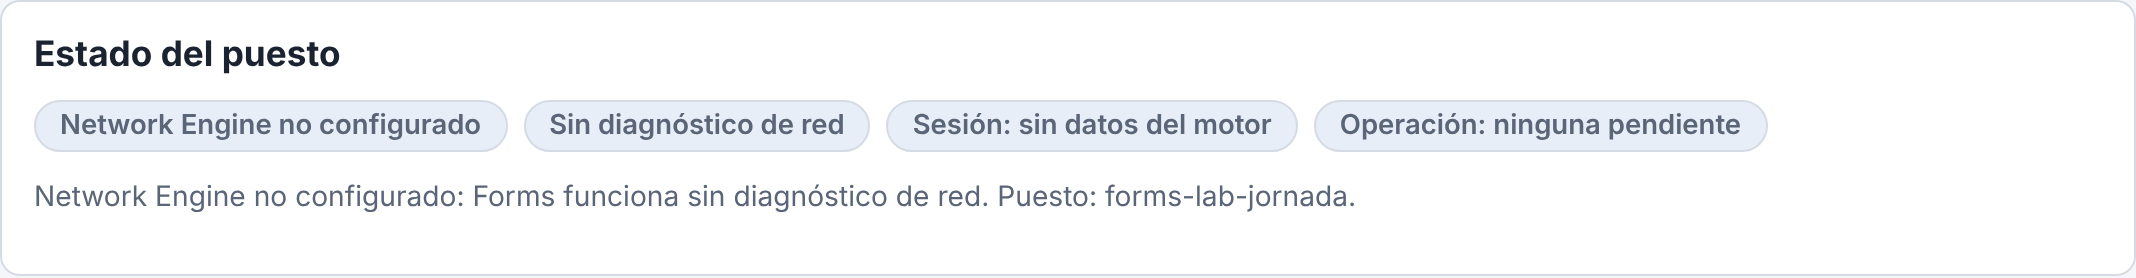 Estado del puesto
Network Engine no configurado Sin diagnóstico de red Sesión: sin datos del motor Operación: ninguna pendiente
Network Engine no configurado: Forms funciona sin diagnóstico de red. Puesto: forms-lab-jornada.